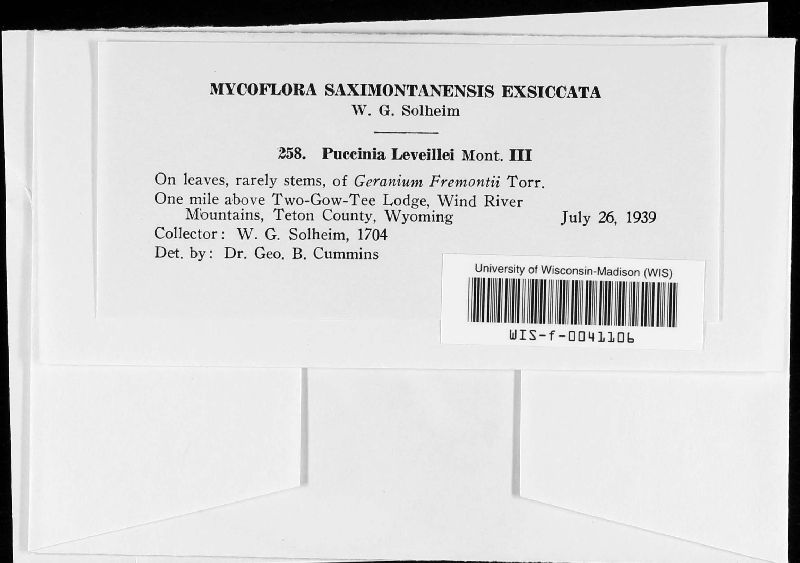 MYCOFLORA SAXIMONTANENSIS EXSICCATA
W. G. Solheim
258. Puccinia Leveillei Mont. III
On leaves, rarely stems, of Geranium Fremontii Torr.
One mile above Two-Gow-Tee Lodge, Wind River
Mountains, Teton County, Wyoming July 26, 1939
Collector: W. G. Solheim, 1704
Det. by: Dr. Geo. B. Cummins
University of Wisconsin-Madison (WIS)
WIS-f-0041106